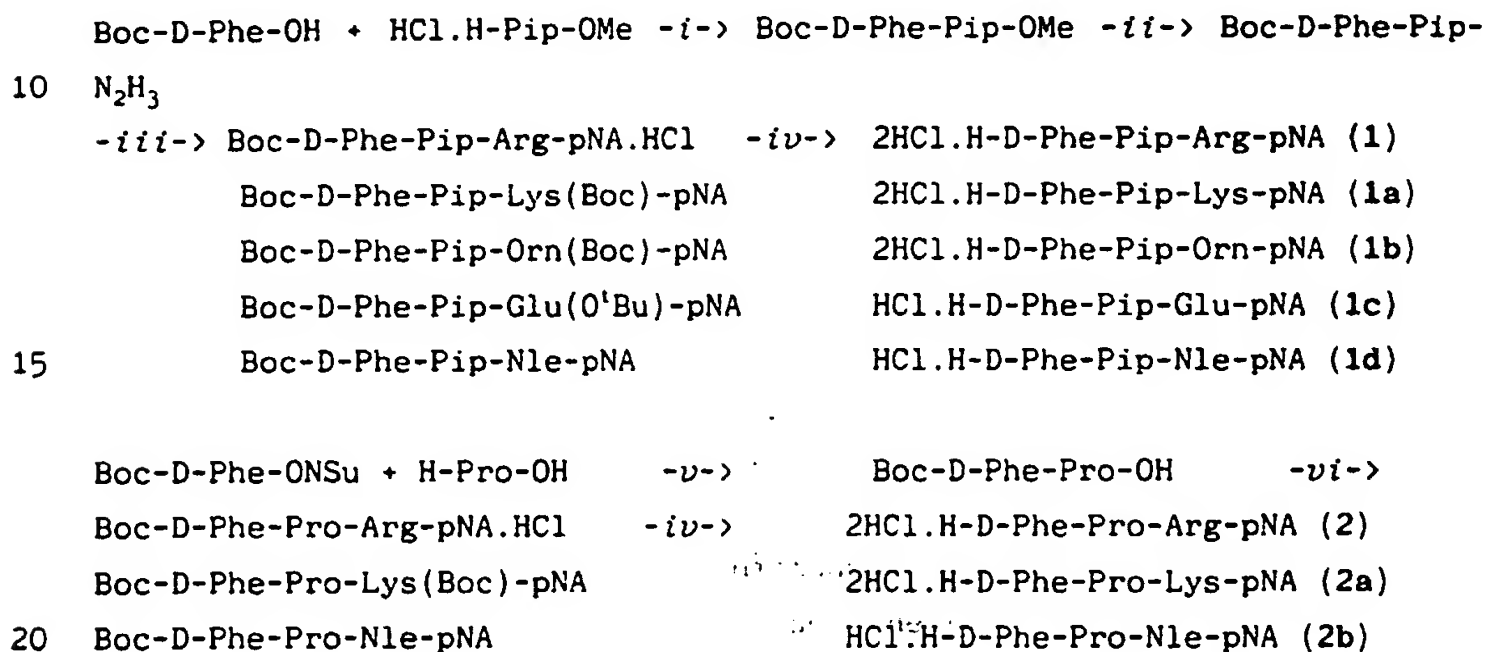 Boc-D-Phe-OH + HCl.H-Pip-OMe -i-> Boc-D-Phe-Pip-OMe -ii-> Boc-D-Phe-Pip-
10 N₂H₃
-iii-> Boc-D-Phe-Pip-Arg-pNA.HCl -iv-> 2HCl.H-D-Phe-Pip-Arg-pNA (1)
Boc-D-Phe-Pip-Lys(Boc)-pNA 2HCl.H-D-Phe-Pip-Lys-pNA (1a)
Boc-D-Phe-Pip-Orn(Boc)-pNA 2HCl.H-D-Phe-Pip-Orn-pNA (1b)
Boc-D-Phe-Pip-Glu(OᵗBu)-pNA HCl.H-D-Phe-Pip-Glu-pNA (1c)
15 Boc-D-Phe-Pip-Nle-pNA HCl.H-D-Phe-Pip-Nle-pNA (1d)
Boc-D-Phe-ONSu + H-Pro-OH -v-> Boc-D-Phe-Pro-OH -vi->
Boc-D-Phe-Pro-Arg-pNA.HCl -iv-> 2HCl.H-D-Phe-Pro-Arg-pNA (2)
Boc-D-Phe-Pro-Lys(Boc)-pNA 2HCl.H-D-Phe-Pro-Lys-pNA (2a)
20 Boc-D-Phe-Pro-Nle-pNA HCl.H-D-Phe-Pro-Nle-pNA (2b)